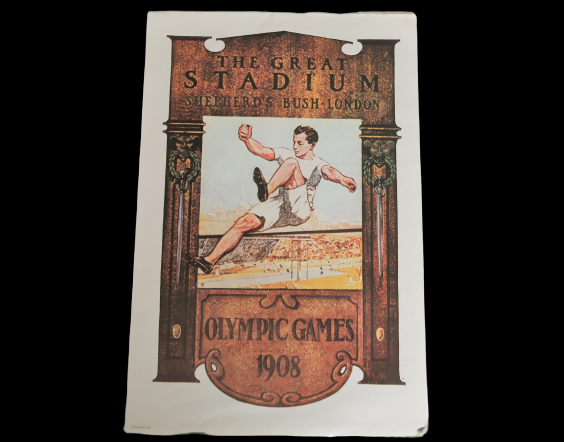 THE GREAT
STADIUM
SHEPHERD'S BUSH·LONDON
OLYMPIC GAMES
1908